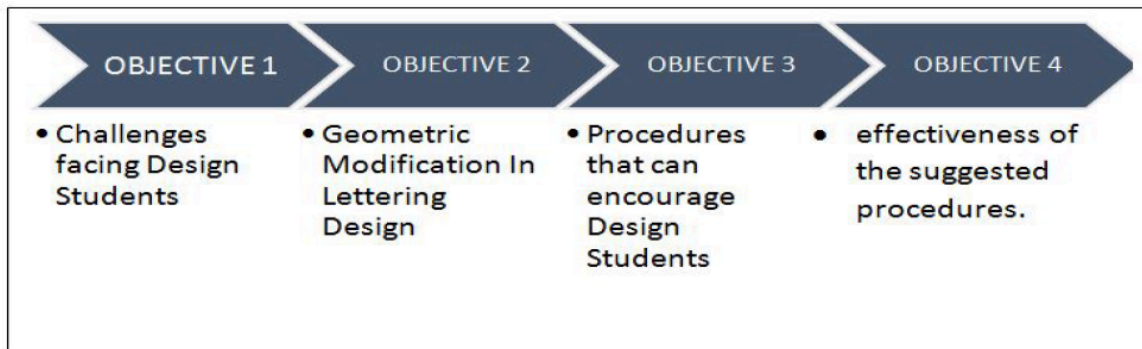 OBJECTIVE 1
• Challenges
facing Design
Students
OBJECTIVE 2
• Geometric
Modification In
Lettering
Design
OBJECTIVE 3
• Procedures
that can
encourage
Design
Students
OBJECTIVE 4
• effectiveness of
the suggested
procedures.